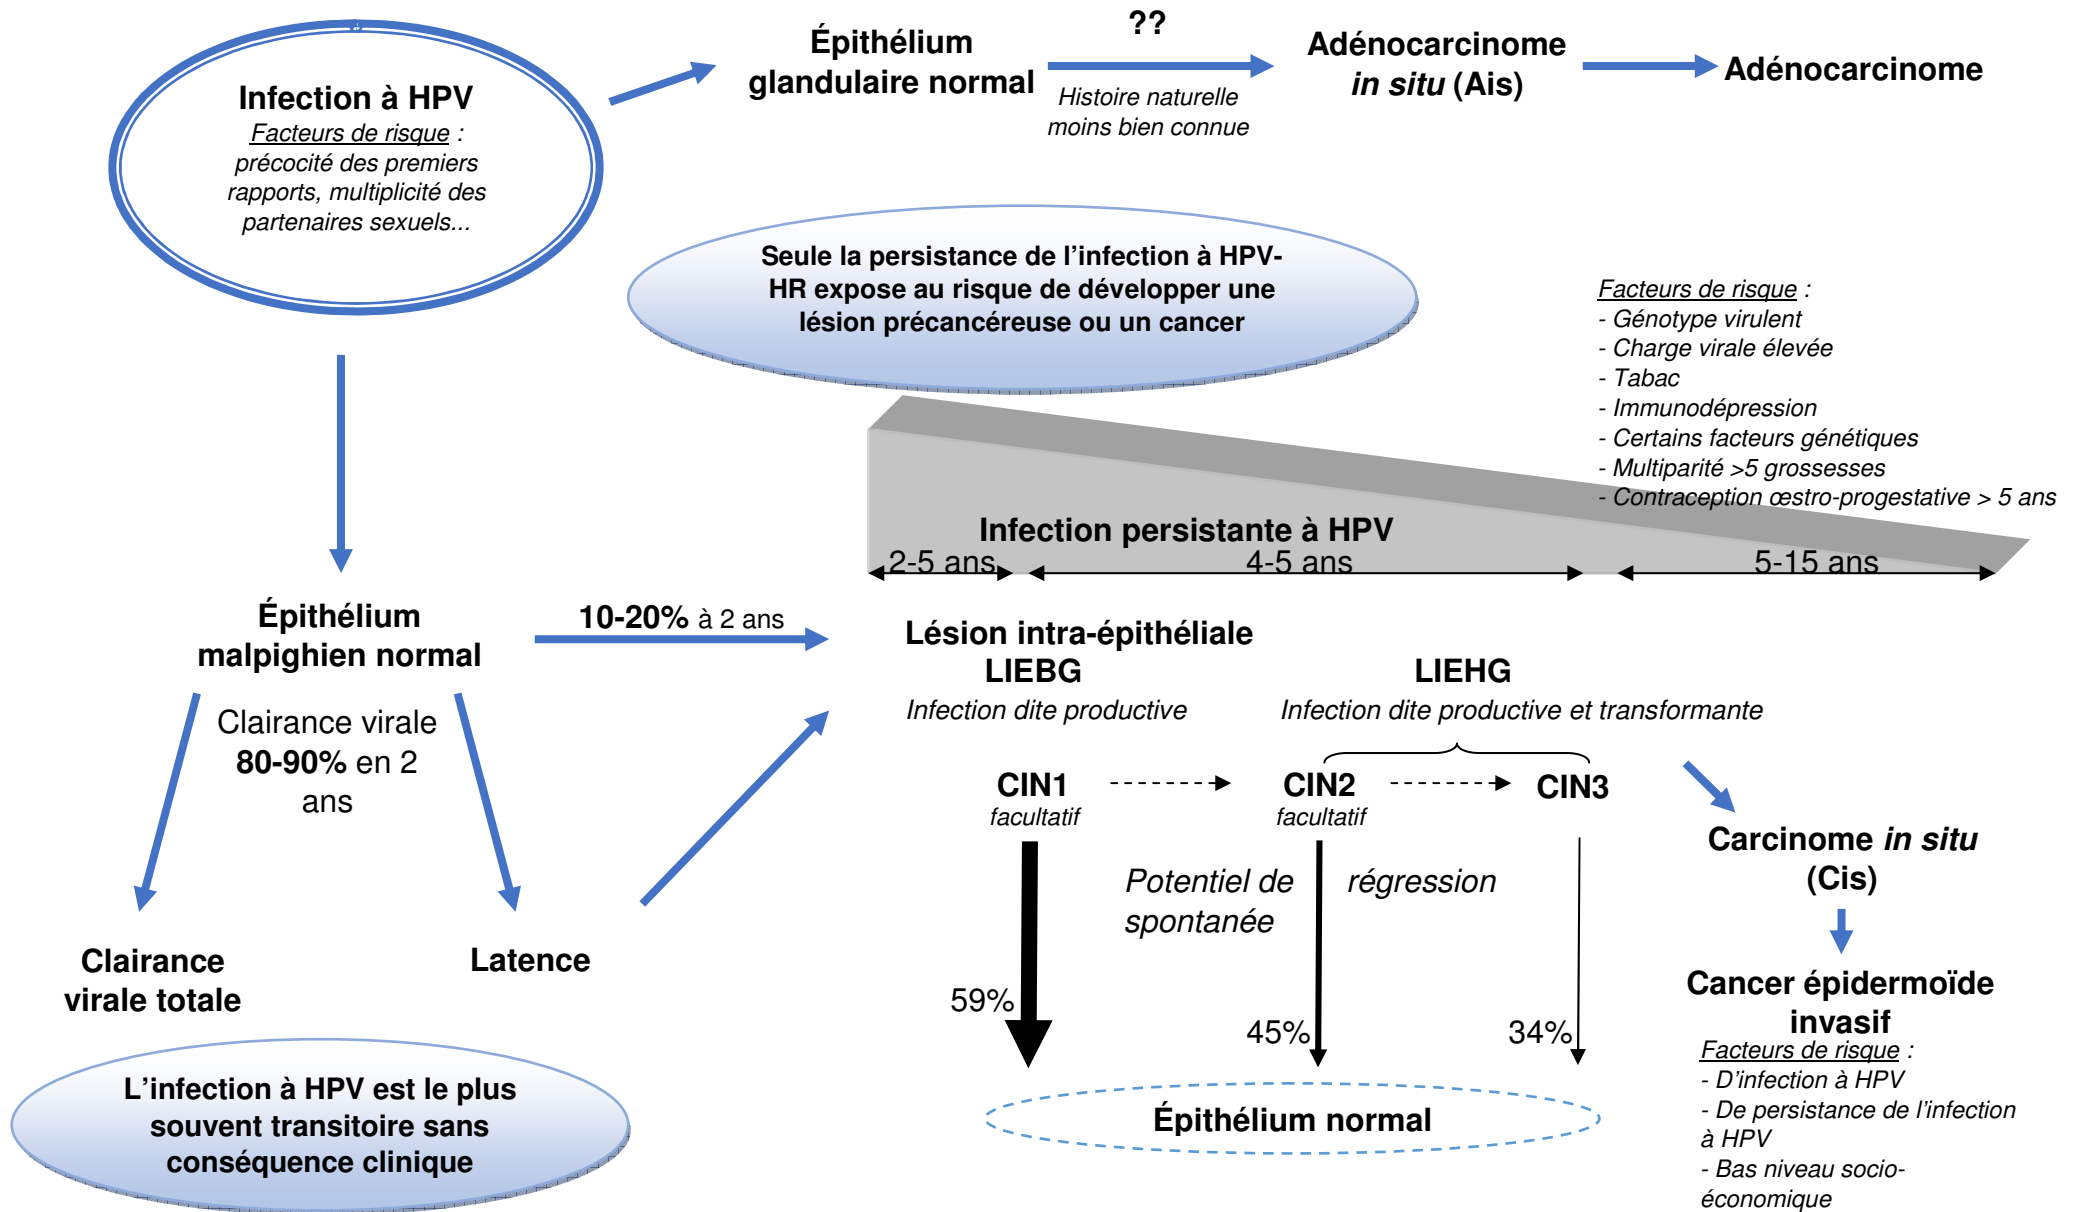 ??
Épithélium
glandulaire normal
Histoire naturelle
moins bien connue
Adénocarcinome
in situ (Ais)
Adénocarcinome
Infection à HPV
Facteurs de risque :
précocité des premiers
rapports, multiplicité des
partenaires sexuels...
Seule la persistance de l'infection à HPV-
HR expose au risque de développer une
lésion précancéreuse ou un cancer
Facteurs de risque :
- Génotype virulent
- Charge virale élevée
- Tabac
- Immunodépression
- Certains facteurs génétiques
- Multiparité >5 grossesses
- Contraception œstro-progestative > 5 ans
Infection persistante à HPV
2-5 ans
4-5 ans
5-15 ans
Épithélium
malpighien normal
10-20% à 2 ans
Clairance virale
80-90% en 2
ans
Clairance
virale totale
Latence
L'infection à HPV est le plus
souvent transitoire sans
conséquence clinique
Lésion intra-épithéliale
LIEBG
Infection dite productive
LIEHG
Infection dite productive et transformante
CIN1
facultatif
CIN2
facultatif
CIN3
Potentiel de régression
spontanée
59%
45%
34%
Épithélium normal
Carcinome in situ
(Cis)
Cancer épidermoïde
invasif
Facteurs de risque :
- D'infection à HPV
- De persistance de l'infection
à HPV
- Bas niveau socio-
économique